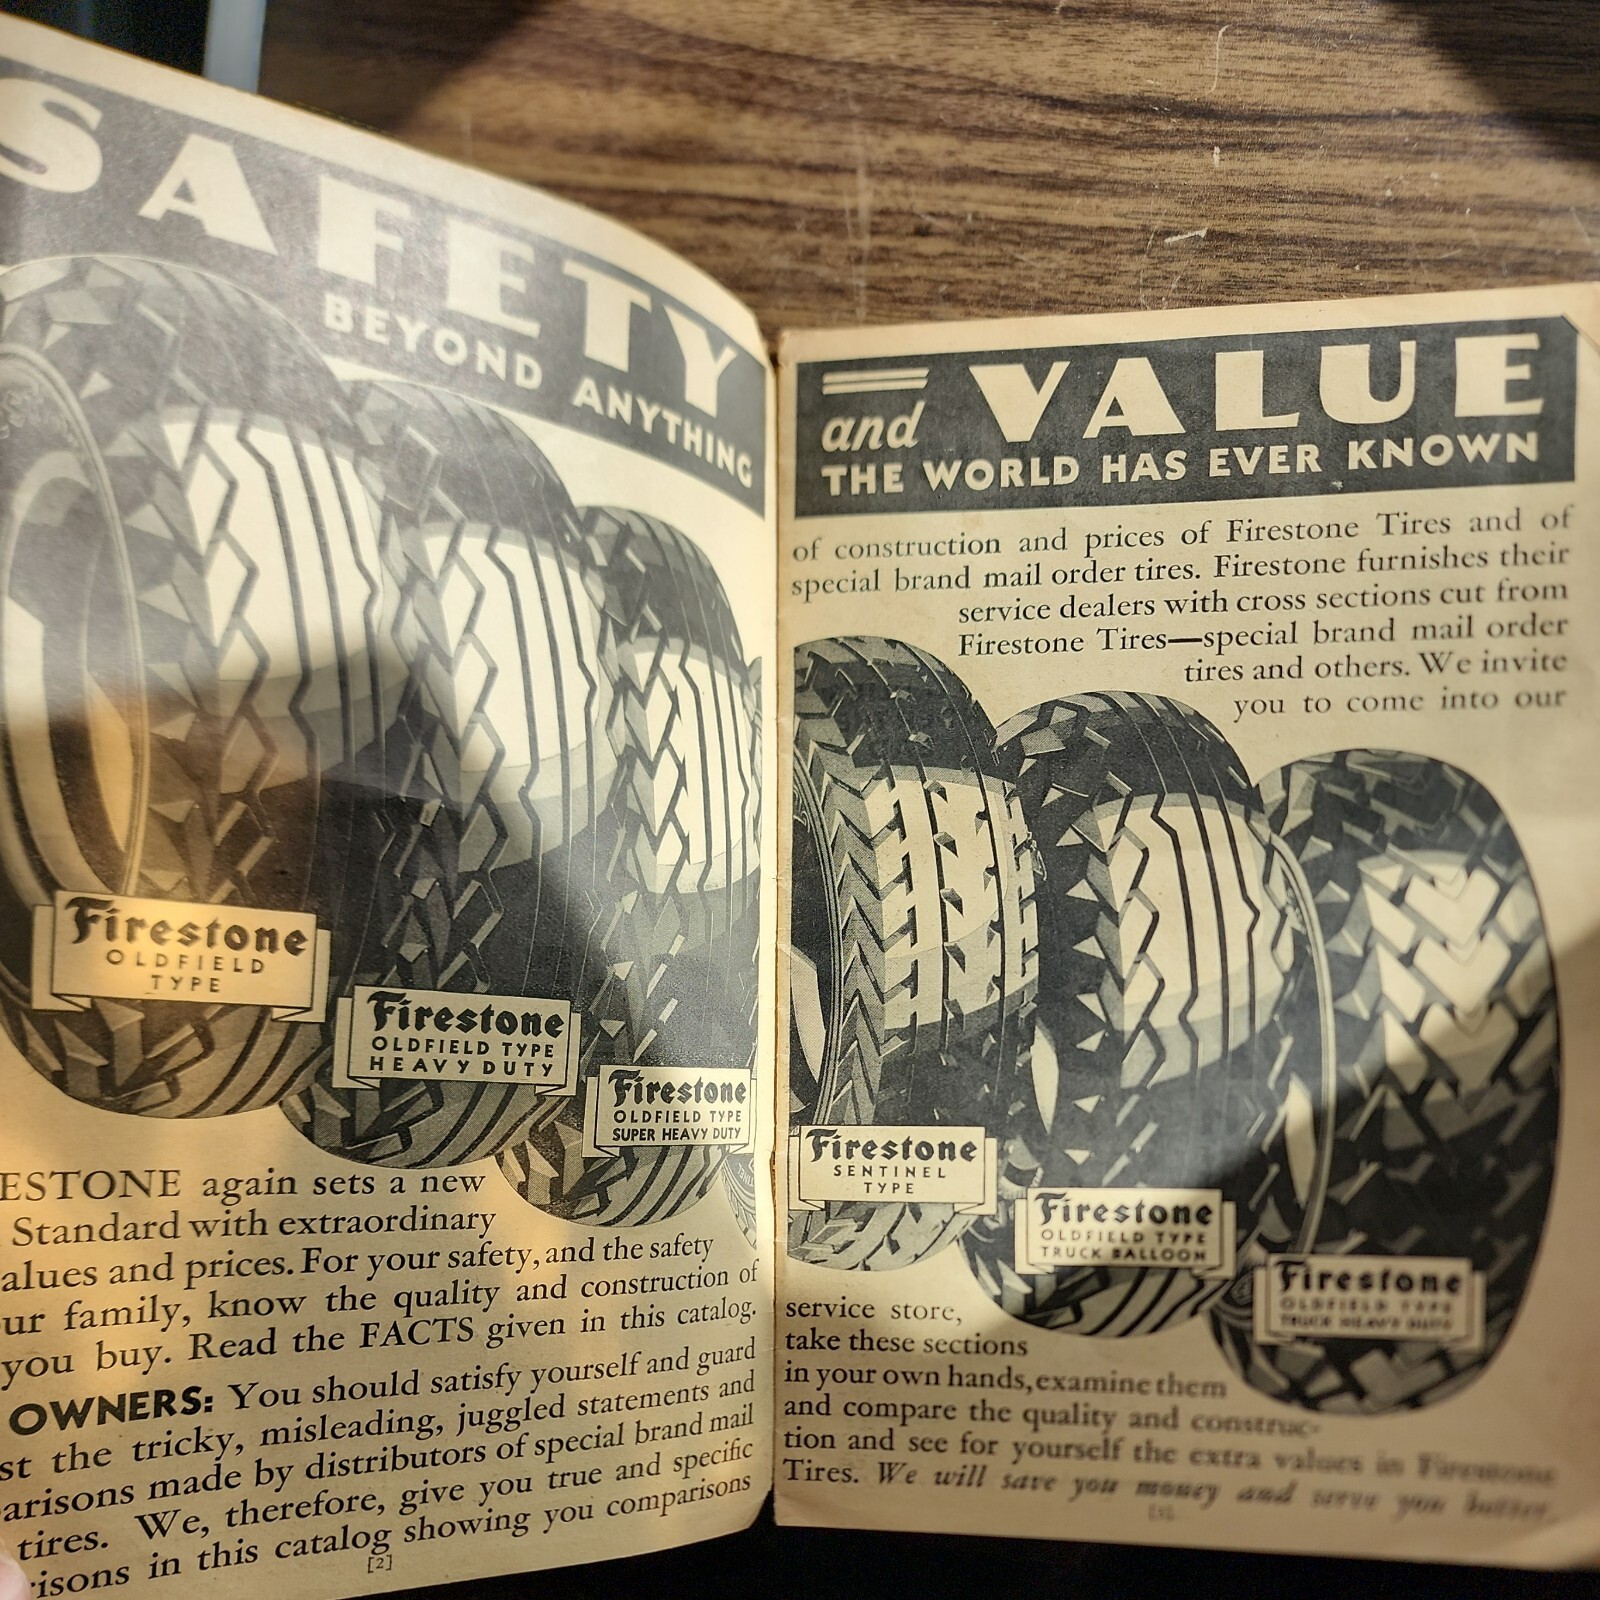 SAFETY
BEYOND ANYTHING
Firestone
OLDFIELD
TYPE
Firestone
OLDFIELD TYPE
HEAVY DUTY
Firestone
OLDFIELD TYPE
SUPER HEAVY DUTY
ESTONE again sets a new
Standard with extraordinary
alues and prices. For your safety, and the safety
ur family, know the quality and construction of
you buy. Read the FACTS given in this catalog.
OWNERS: You should satisfy yourself and guard
st the tricky, misleading, juggled statements and
arisons made by distributors of special brand mail
tires. We, therefore, give you true and specific
risons in this catalog showing you comparisons
[2]
and VALUE
THE WORLD HAS EVER KNOWN
of construction and prices of Firestone Tires and of
special brand mail order tires. Firestone furnishes their
service dealers with cross sections cut from
Firestone Tires—special brand mail order
tires and others. We invite
you to come into our
Firestone
SENTINEL
TYPE
Firestone
OLDFIELD TYPE
TRUCK BALLOON
Firestone
OLDFIELD TYPE
TRUCK HEAVY DUTY
service store,
take these sections
in your own hands, examine them
and compare the quality and construc-
tion and see for yourself the extra values in Firestone
Tires. We will save you money and serve you better.